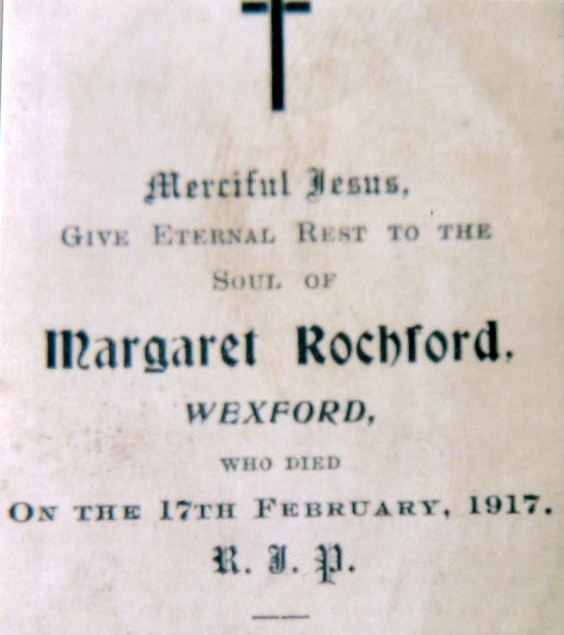 Merciful Jesus,
GIVE ETERNAL REST TO THE
SOUL OF
Margaret Rochford,
WEXFORD,
WHO DIED
ON THE 17TH FEBRUARY, 1917.
R. I. P.